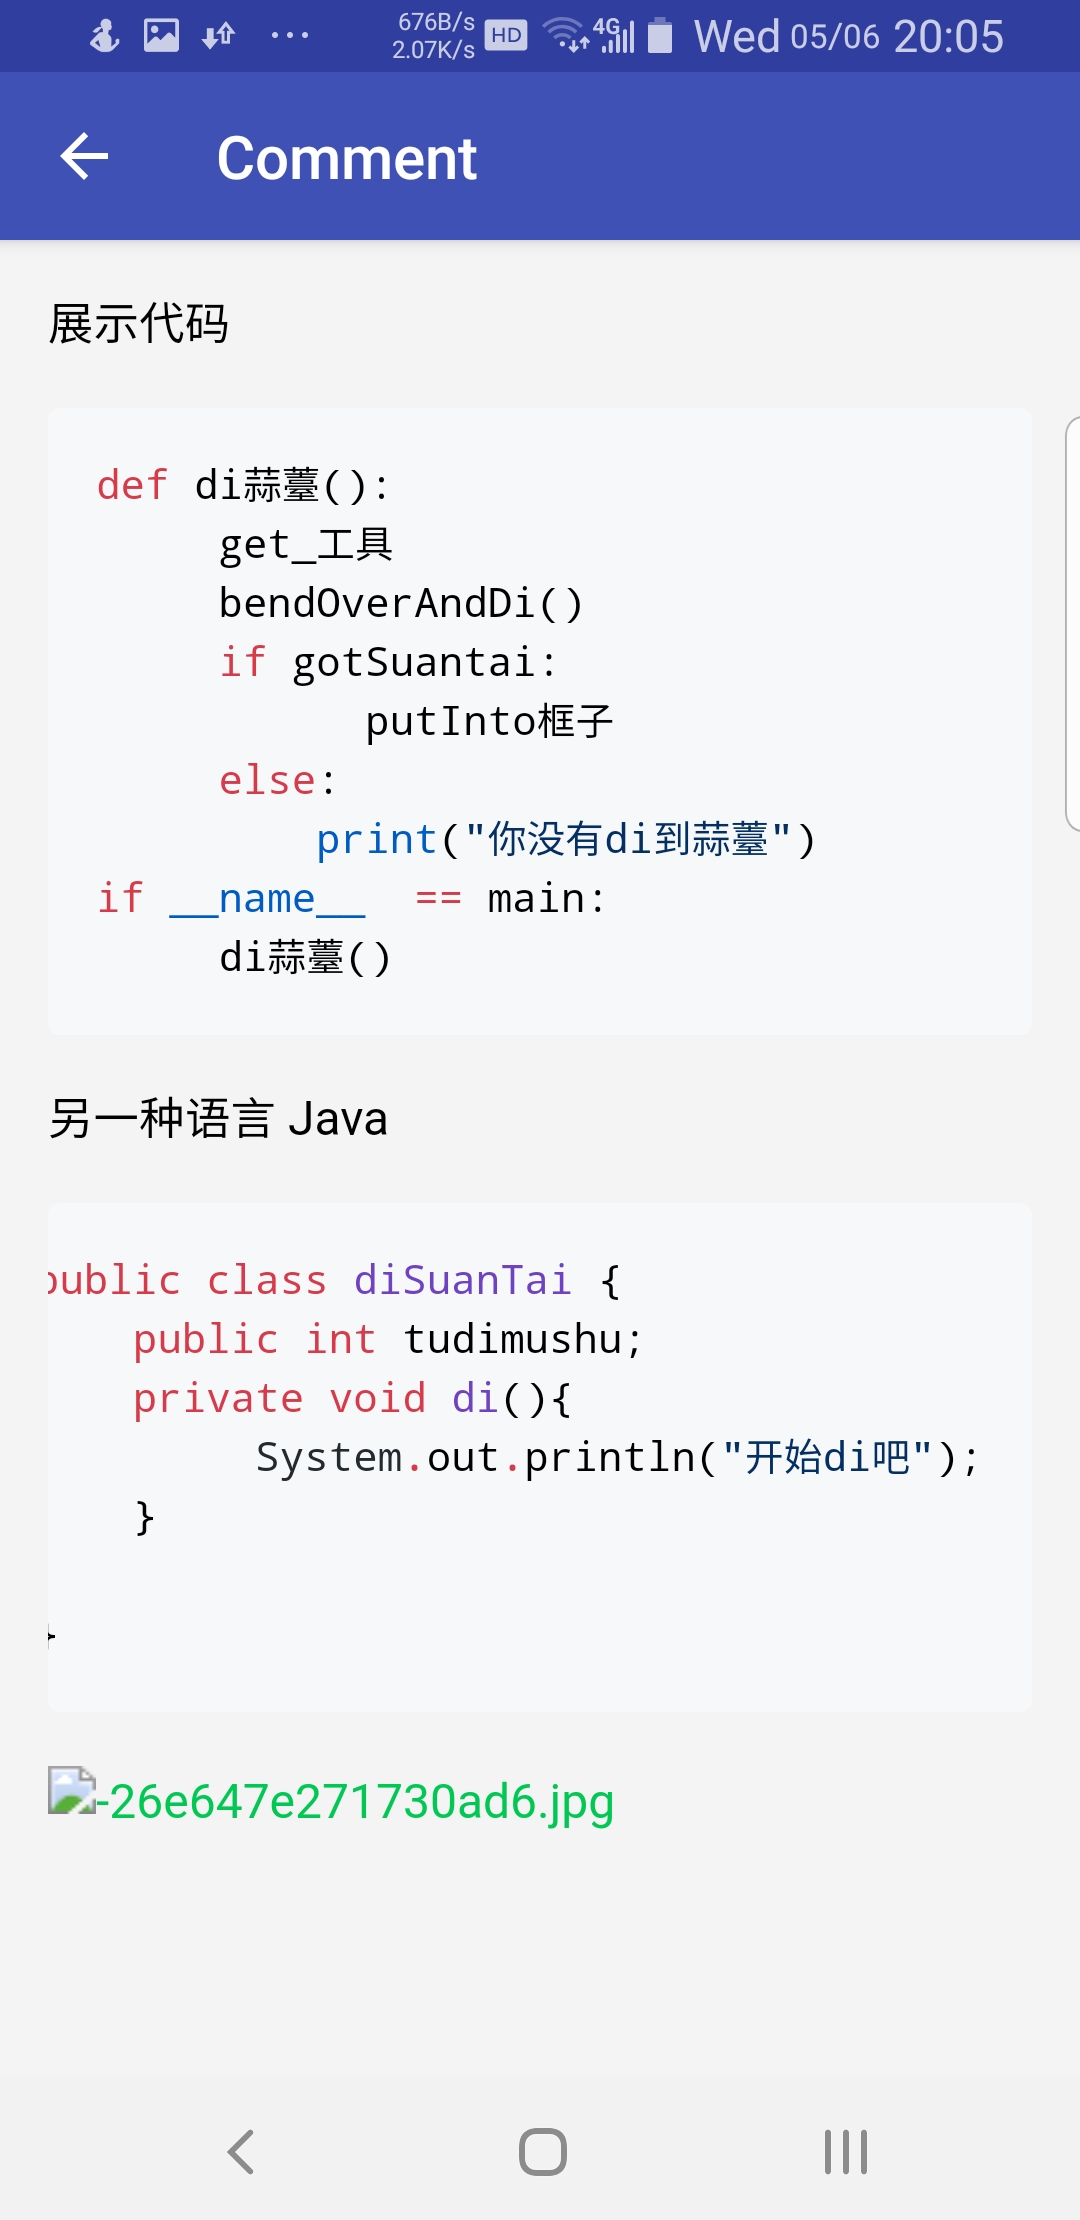 676B/s
2.07K/s
HD
4G
Wed 05/06 20:05
Comment
展示代码
def di蒜薹():
     get_工具
     bendOverAndDi()
     if gotSuantai:
           putInto框子
     else:
         print("你没有di到蒜薹")
if __name__  == main:
     di蒜薹()
另一种语言 Java
public class diSuanTai {
    public int tudimushu;
    private void di(){
         System.out.println("开始di吧");
    }
}
-26e647e271730ad6.jpg